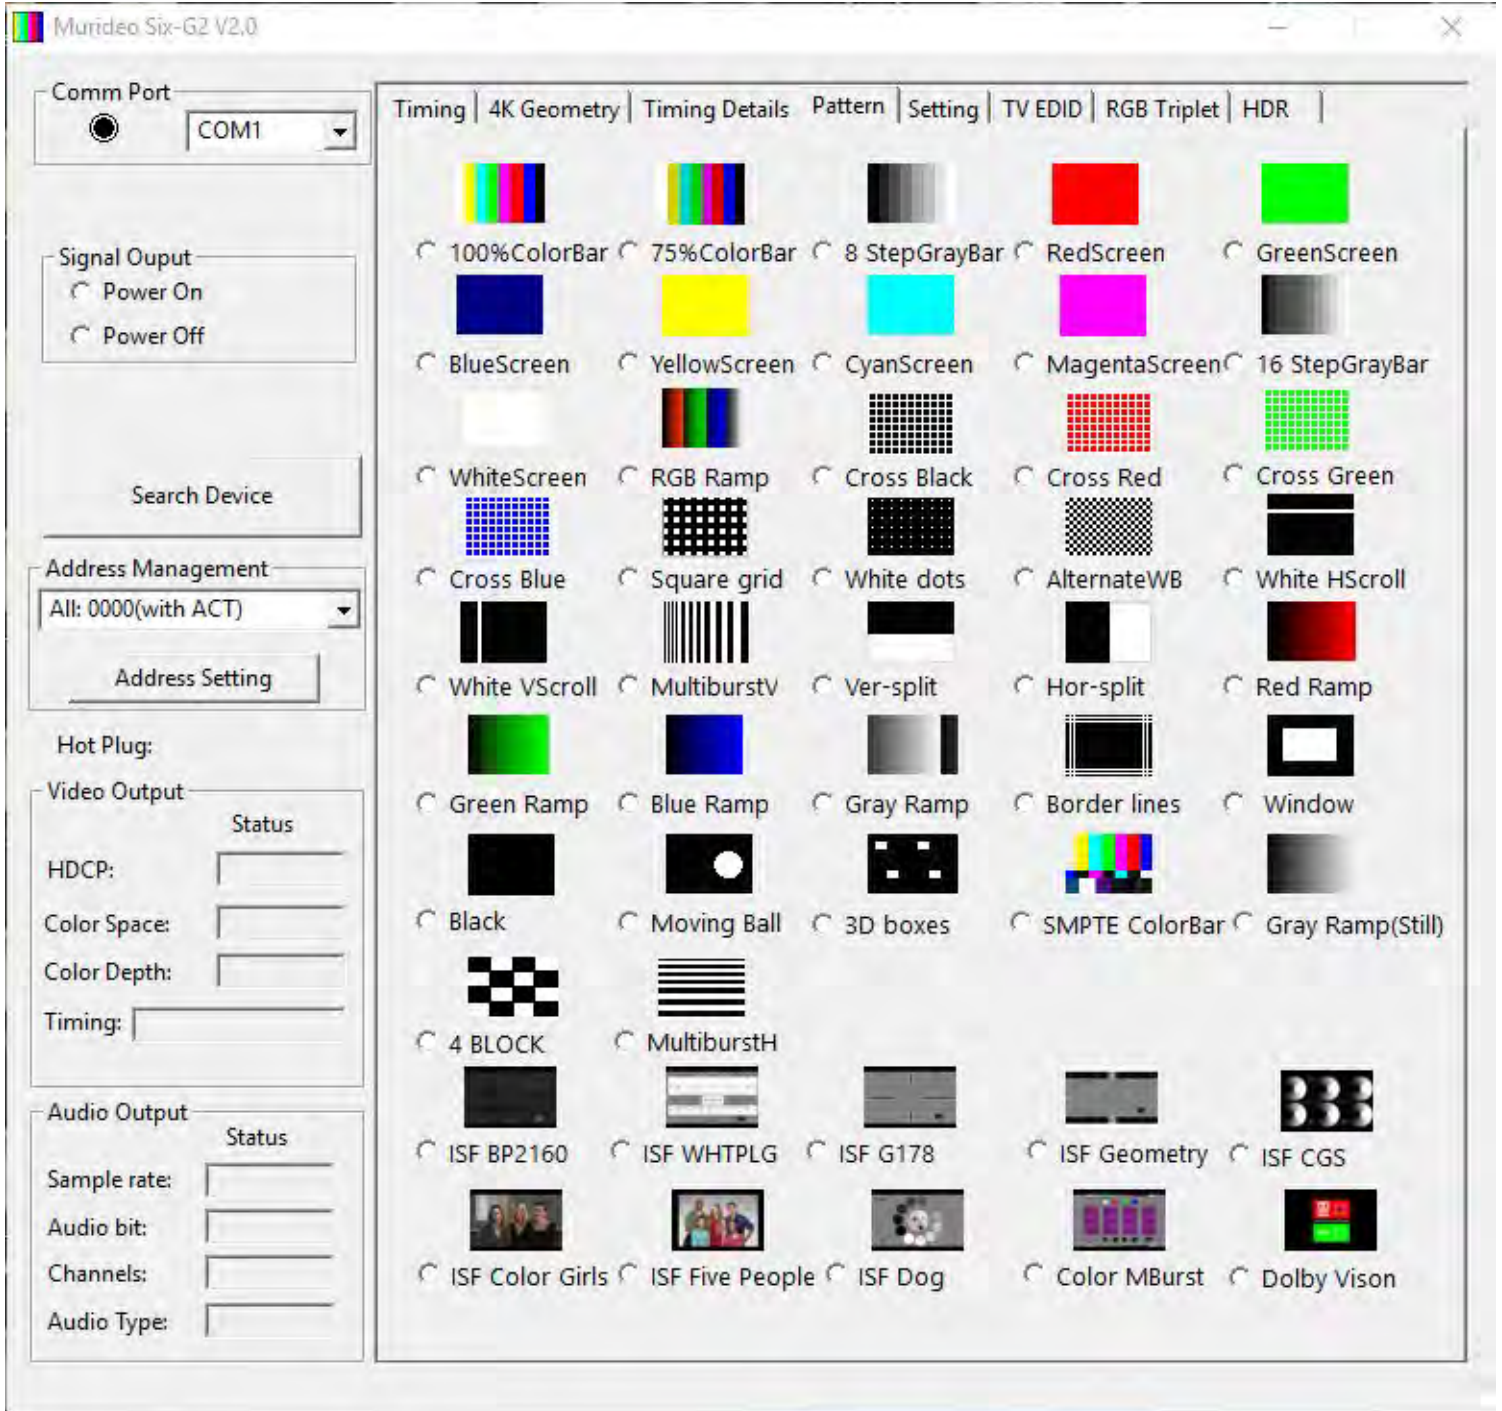 Murideo Six-G2 V2.0
Comm Port
COM1
Signal Ouput
Power On
Power Off
Search Device
Address Management
All: 0000(with ACT)
Address Setting
Hot Plug:
Video Output
Status
HDCP:
Color Space:
Color Depth:
Timing:
Audio Output
Status
Sample rate:
Audio bit:
Channels:
Audio Type:
Timing 4K Geometry Timing Details Pattern Setting TV EDID RGB Triplet HDR
100%ColorBar 75%ColorBar 8 StepGrayBar RedScreen GreenScreen
BlueScreen YellowScreen CyanScreen MagentaScreen 16 StepGrayBar
WhiteScreen RGB Ramp Cross Black Cross Red Cross Green
Cross Blue Square grid White dots AlternateWB White HScroll
White VScroll MultiburstV Ver-split Hor-split Red Ramp
Green Ramp Blue Ramp Gray Ramp Border lines Window
Black Moving Ball 3D boxes SMPTE ColorBar Gray Ramp(Still)
4 BLOCK MultiburstH
ISF BP2160 ISF WHTPLG ISF G178 ISF Geometry ISF CGS
ISF Color Girls ISF Five People ISF Dog Color MBurst Dolby Vison